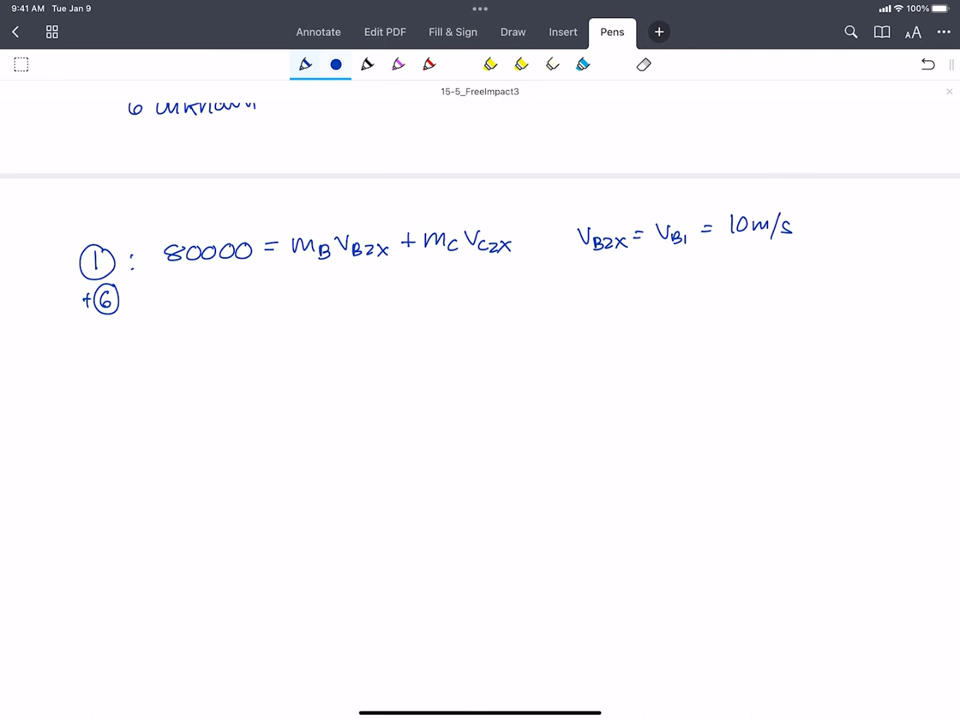 9:41 AM Tue Jan 9
100%
Annotate Edit PDF Fill & Sign Draw Insert Pens
AA
15-5_FreeImpact3
6 unknown
① : 80000 = m_B V_B2X + m_C V_C2X V_B2X = V_B1 = 10 m/s
+⑥